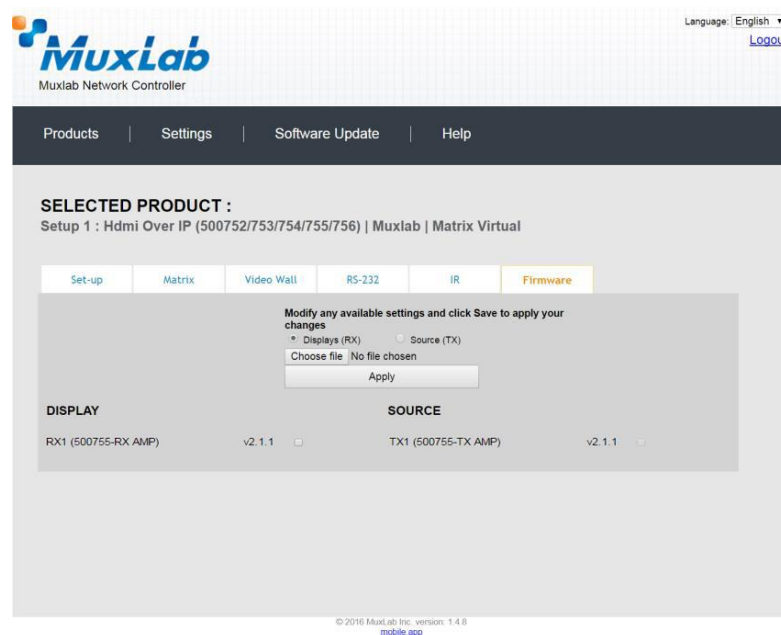 Language: English
Logou
MuxLab
Muxlab Network Controller
Products | Settings | Software Update | Help
SELECTED PRODUCT :
Setup 1 : Hdmi Over IP (500752/753/754/755/756) | Muxlab | Matrix Virtual
Set-up Matrix Video Wall RS-232 IR Firmware
Modify any available settings and click Save to apply your
changes
Displays (RX) Source (TX)
Choose file No file chosen
Apply
DISPLAY SOURCE
RX1 (500755-RX AMP) v2.1.1 TX1 (500755-TX AMP) v2.1.1
© 2016 MuxLab Inc. version: 1.4.8
mobile app